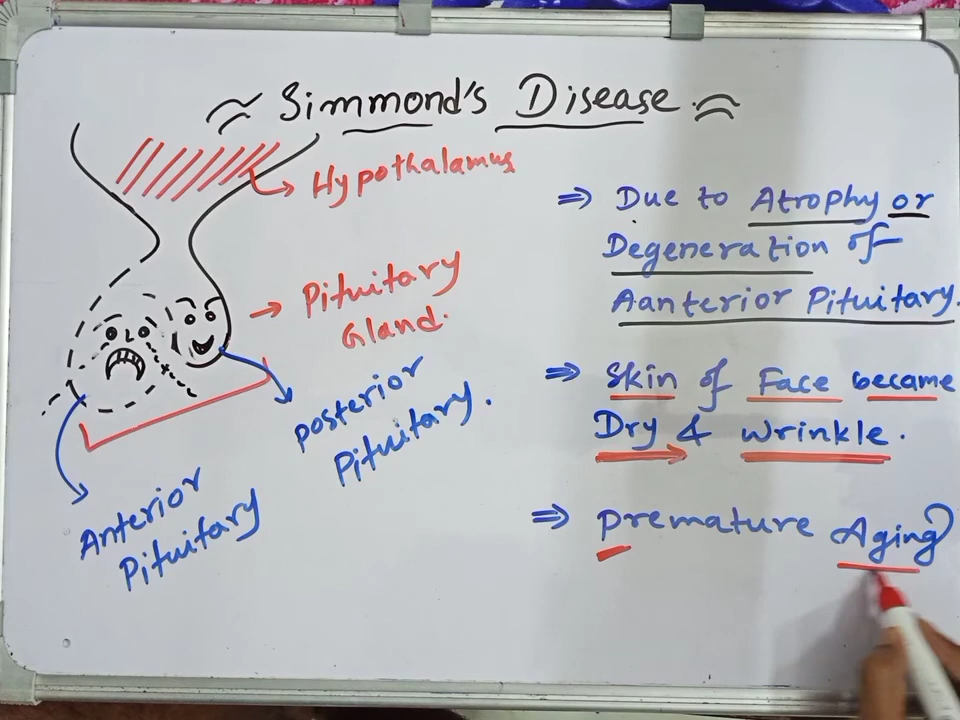 Simmond's Disease.
Hypothalamus
Pituitary
Gland.
Posterior
Pituitary.
Anterior
Pituitary
⇒ Due to Atrophy or
Degeneration of
Aanterior Pituitary.
⇒ Skin of Face became
Dry & Wrinkle.
⇒ Premature Aging